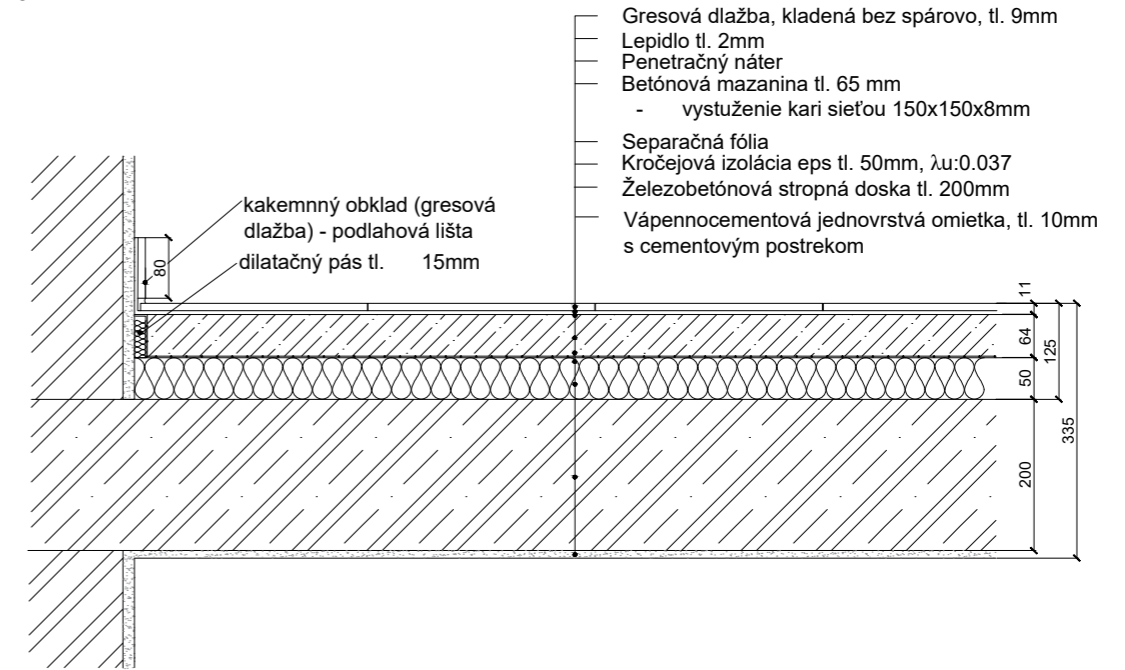 Gresová dlažba, kladená bez spárovo, tl. 9mm
Lepidlo tl. 2mm
Penetračný náter
Betónová mazanina tl. 65 mm
- vystuženie kari sieťou 150x150x8mm
Separačná fólia
Kročejová izolácia eps tl. 50mm, λu:0.037
Železobetónová stropná doska tl. 200mm
Vápennocementová jednovrstvá omietka, tl. 10mm
s cementovým postrekom
kakemnný obklad (gresová
dlažba) - podlahová lišta
dilatačný pás tl. 15mm
80
11
64
125
50
335
200